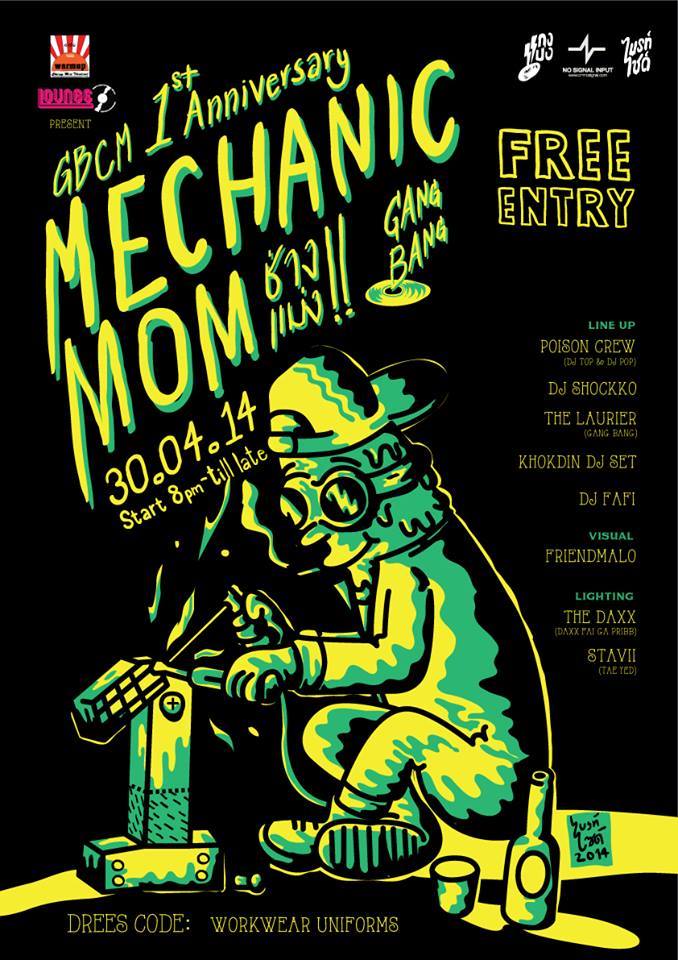 warmup
LOUNGE
PRESENT
GBCM 1st Anniversary
MECHANIC
MOM ช่างแม่ง!!
GANG
BANG
30.04.14
Start 8pm-till late
NO SIGNAL INPUT
ไบรท์
ไซด์
FREE
ENTRY
LINE UP
POISON CREW
(DJ TOP & DJ POP)
DJ SHOCKKO
THE LAURIER
(GANG BANG)
KHOKDIN DJ SET
DJ FAFI
VISUAL
FRIENDMALO
LIGHTING
THE DAXX
(DAXX FAI GA PRIBB)
STAVII
(TAE YED)
2014
DREES CODE: WORKWEAR UNIFORMS